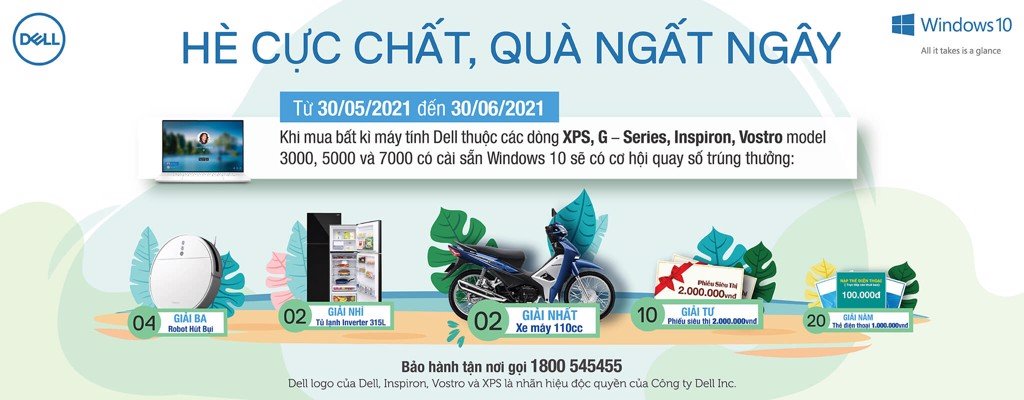 DELL
Windows 10
All it takes is a glance
HÈ CỰC CHẤT, QUÀ NGẤT NGÂY
Từ 30/05/2021 đến 30/06/2021
Khi mua bất kì máy tính Dell thuộc các dòng XPS, G – Series, Inspiron, Vostro model
3000, 5000 và 7000 có cài sẵn Windows 10 sẽ có cơ hội quay số trúng thưởng:
04
GIẢI BA
Robot Hút Bụi
02
GIẢI NHÌ
Tủ lạnh Inverter 315L
02
GIẢI NHẤT
Xe máy 110cc
Phiếu Siêu Thị
2.000.000vnđ
10
GIẢI TƯ
Phiếu siêu thị 2.000.000vnđ
NẠP THẺ ĐIỆN THOẠI
100.000đ
20
GIẢI NĂM
Thẻ điện thoại 1.000.000vnđ
Bảo hành tận nơi gọi 1800 545455
Dell logo của Dell, Inspiron, Vostro và XPS là nhãn hiệu độc quyền của Công ty Dell Inc.